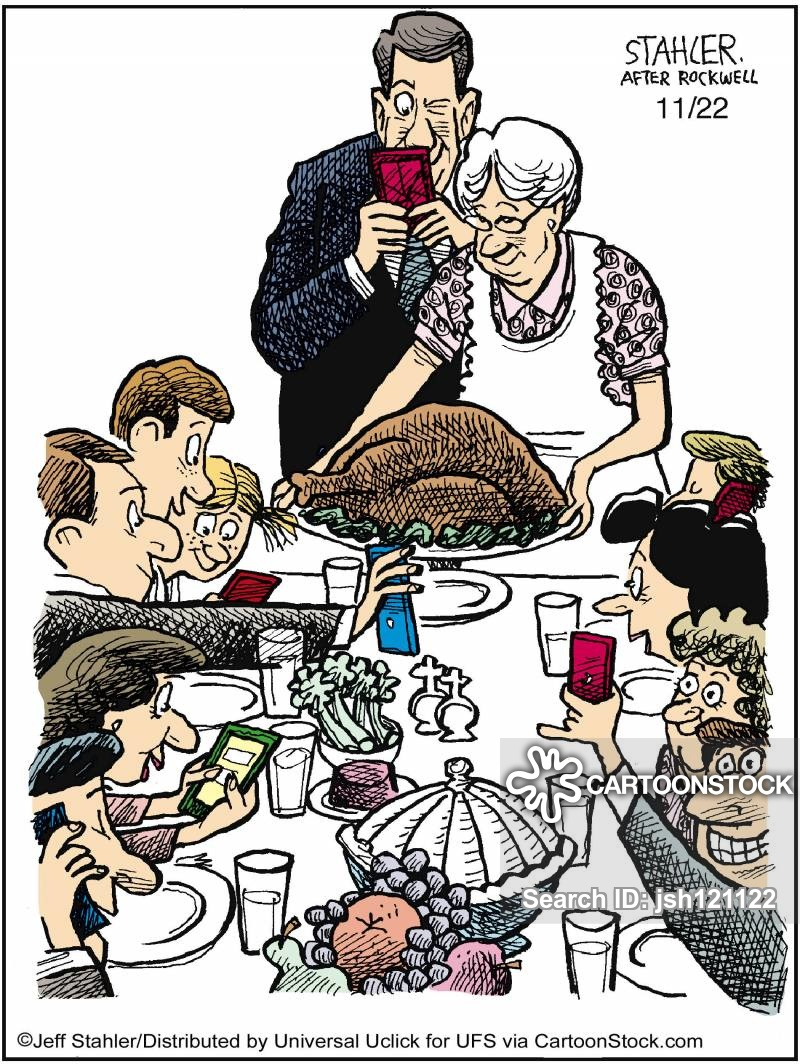 STAHLER.
AFTER ROCKWELL
11/22
CARTOONSTOCK
Search ID: jsh121122
©Jeff Stahler/Distributed by Universal Uclick for UFS via CartoonStock.com